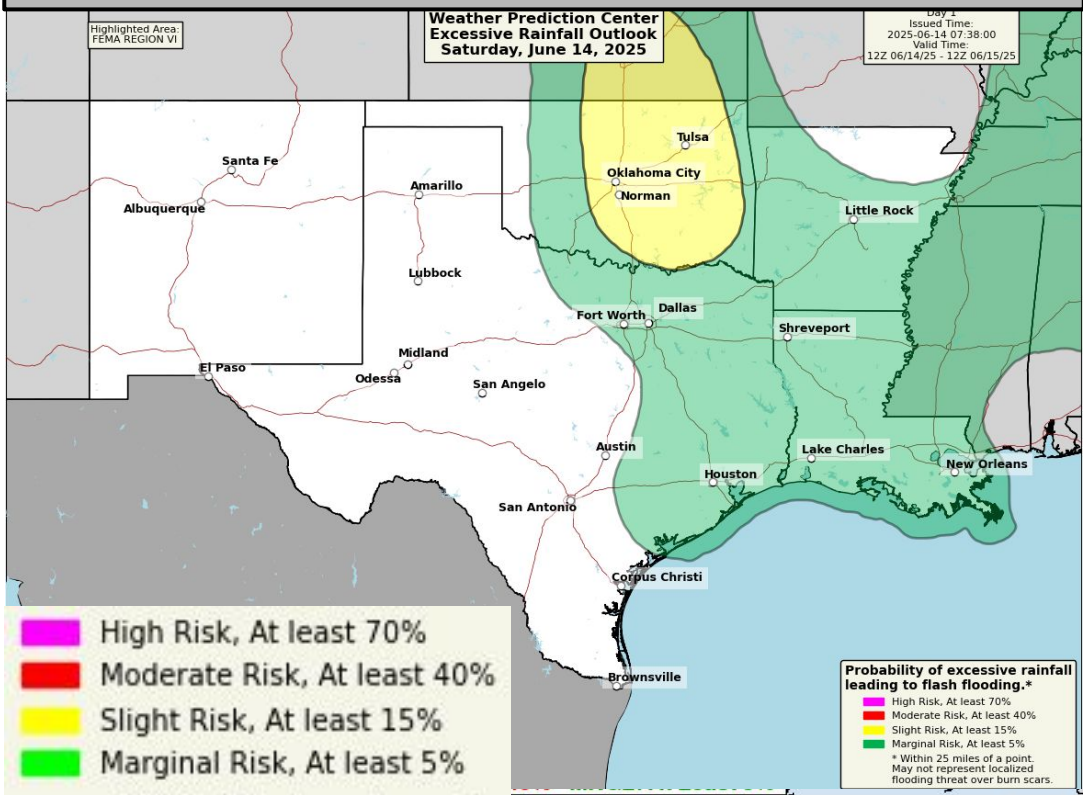 Weather Prediction Center
Excessive Rainfall Outlook
Saturday, June 14, 2025
Highlighted Area:
FEMA REGION VI
Day 1
Issued Time:
2025-06-14 07:38:00
Valid Time:
12Z 06/14/25 - 12Z 06/15/25
Tulsa
Santa Fe
Oklahoma City
Amarillo
Norman
Albuquerque
Little Rock
Lubbock
Dallas
Fort Worth
Shreveport
Midland
El Paso
Odessa
San Angelo
Austin
Lake Charles
New Orleans
Houston
San Antonio
Corpus Christi
Brownsville
High Risk, At least 70%
Moderate Risk, At least 40%
Slight Risk, At least 15%
Marginal Risk, At least 5%
Probability of excessive rainfall
leading to flash flooding.*
High Risk, At least 70%
Moderate Risk, At least 40%
Slight Risk, At least 15%
Marginal Risk, At least 5%
* Within 25 miles of a point.
May not represent localized
flooding threat over burn scars.